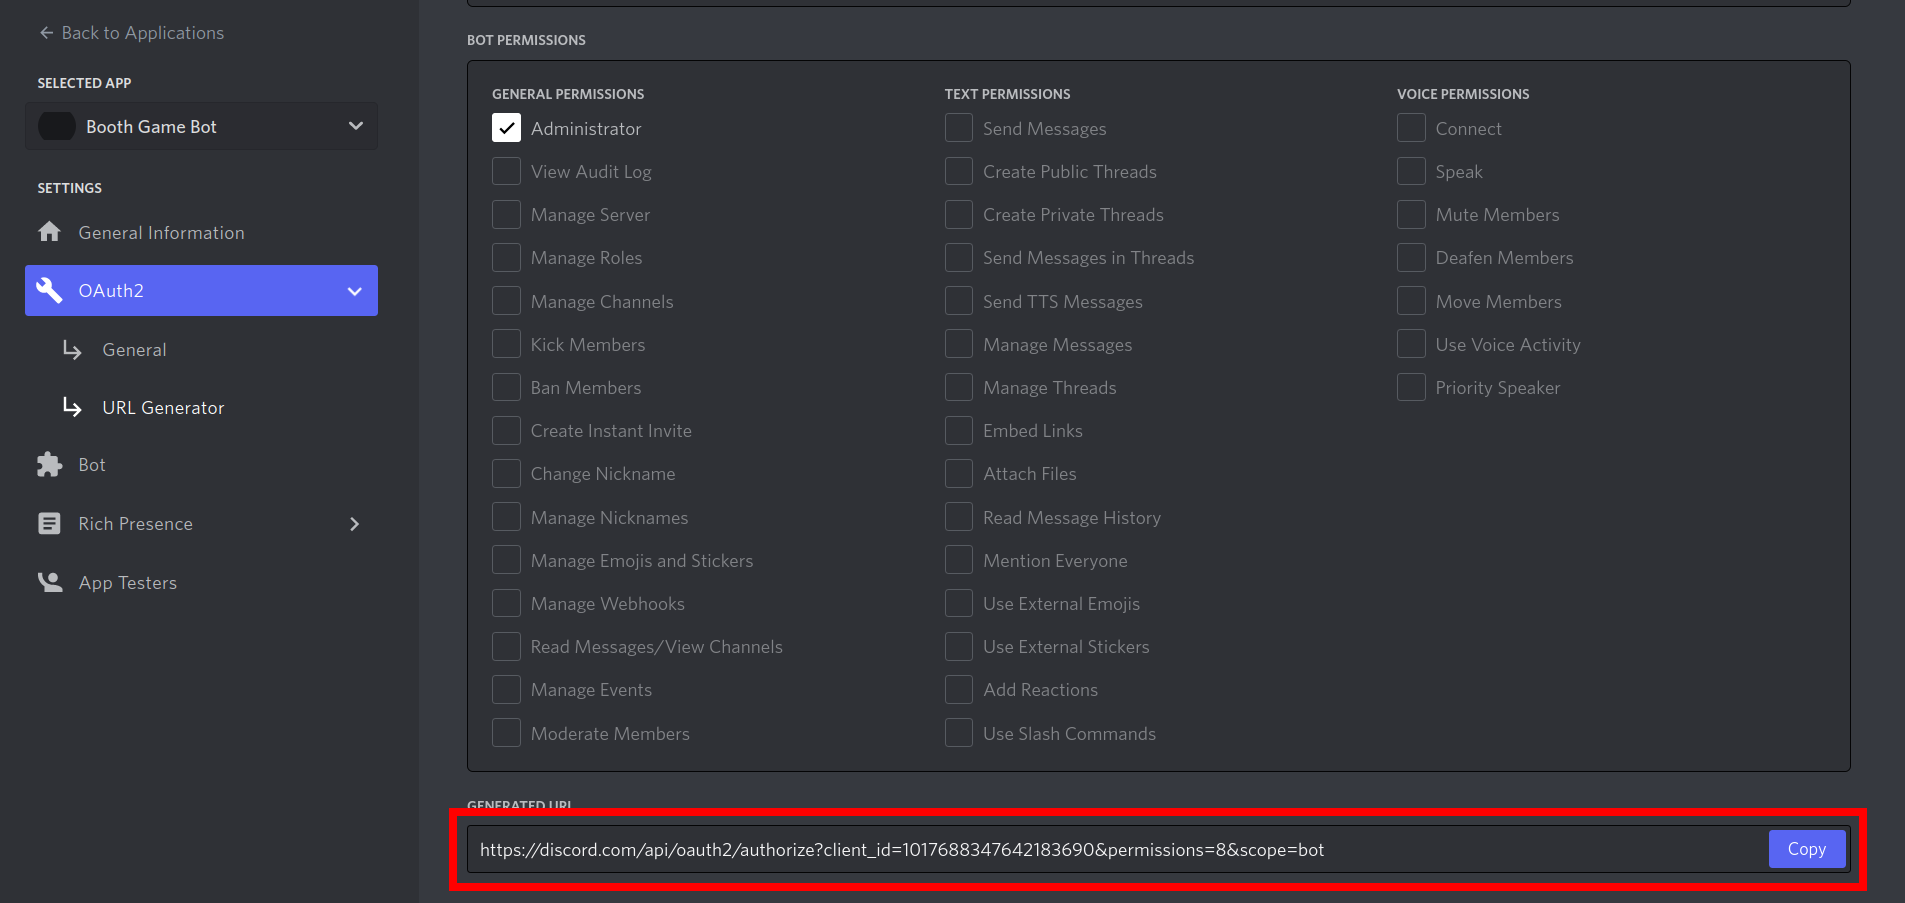 Back to Applications
SELECTED APP
Booth Game Bot
SETTINGS
General Information
OAuth2
General
URL Generator
Bot
Rich Presence
App Testers
BOT PERMISSIONS
GENERAL PERMISSIONS
Administrator
View Audit Log
Manage Server
Manage Roles
Manage Channels
Kick Members
Ban Members
Create Instant Invite
Change Nickname
Manage Nicknames
Manage Emojis and Stickers
Manage Webhooks
Read Messages/View Channels
Manage Events
Moderate Members
TEXT PERMISSIONS
Send Messages
Create Public Threads
Create Private Threads
Send Messages in Threads
Send TTS Messages
Manage Messages
Manage Threads
Embed Links
Attach Files
Read Message History
Mention Everyone
Use External Emojis
Use External Stickers
Add Reactions
Use Slash Commands
VOICE PERMISSIONS
Connect
Speak
Mute Members
Deafen Members
Move Members
Use Voice Activity
Priority Speaker
GENERATED URL
https://discord.com/api/oauth2/authorize?client_id=1017688347642183690&permissions=8&scope=bot
Copy